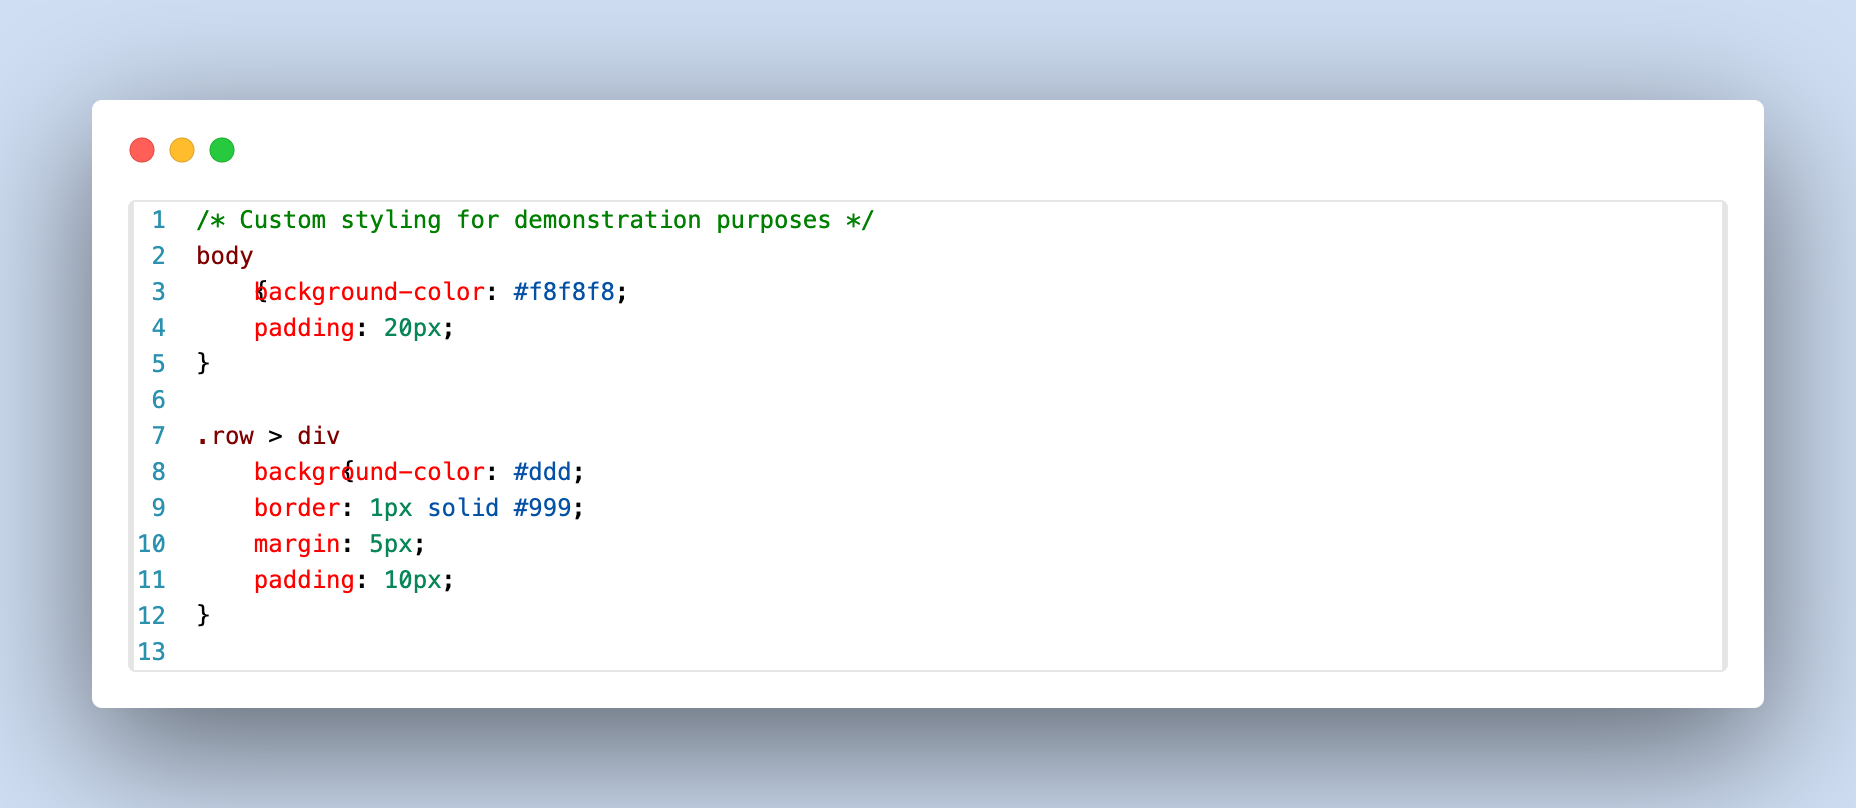 1 /* Custom styling for demonstration purposes */
2 body {
3     background-color: #f8f8f8;
4     padding: 20px;
5 }
6
7 .row > div {
8     background-color: #ddd;
9     border: 1px solid #999;
10     margin: 5px;
11     padding: 10px;
12 }
13